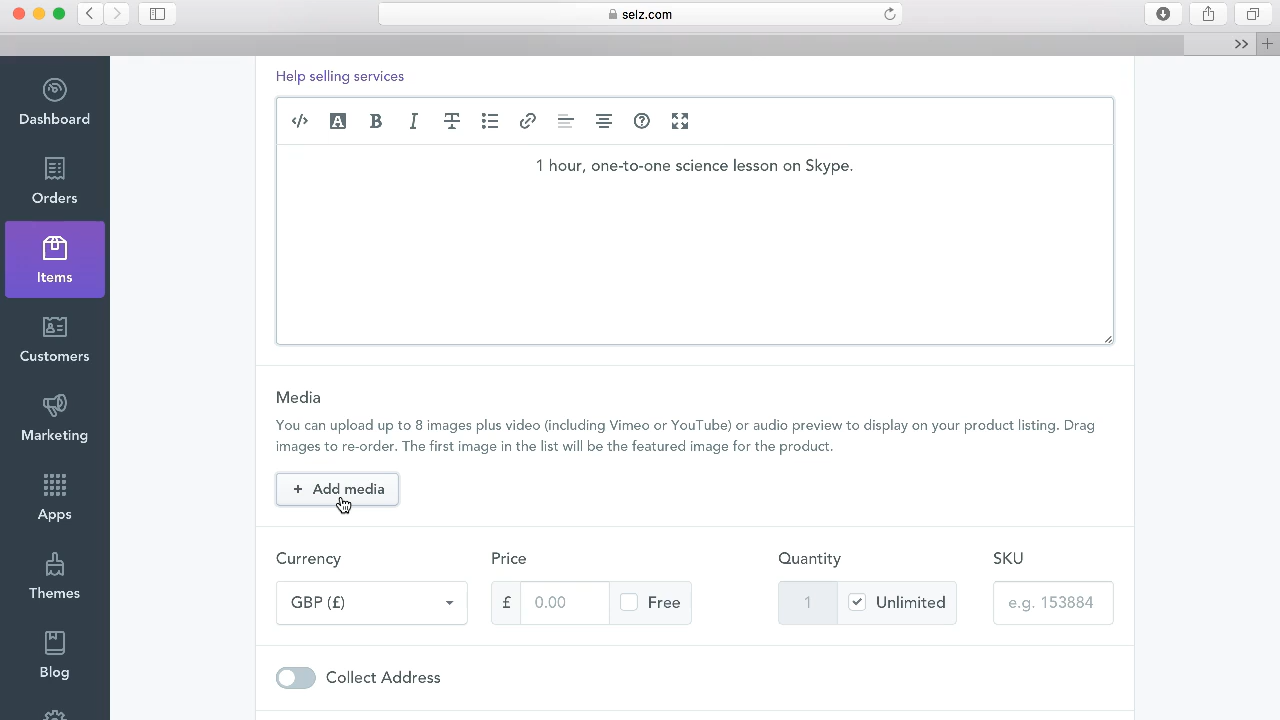 selz.com
Dashboard
Orders
Items
Customers
Marketing
Apps
Themes
Blog
Help selling services
1 hour, one-to-one science lesson on Skype.
Media
You can upload up to 8 images plus video (including Vimeo or YouTube) or audio preview to display on your product listing. Drag
images to re-order. The first image in the list will be the featured image for the product.
+ Add media
Currency Price Quantity SKU
GBP (£) £ 0.00 Free 1 Unlimited e.g. 153884
Collect Address